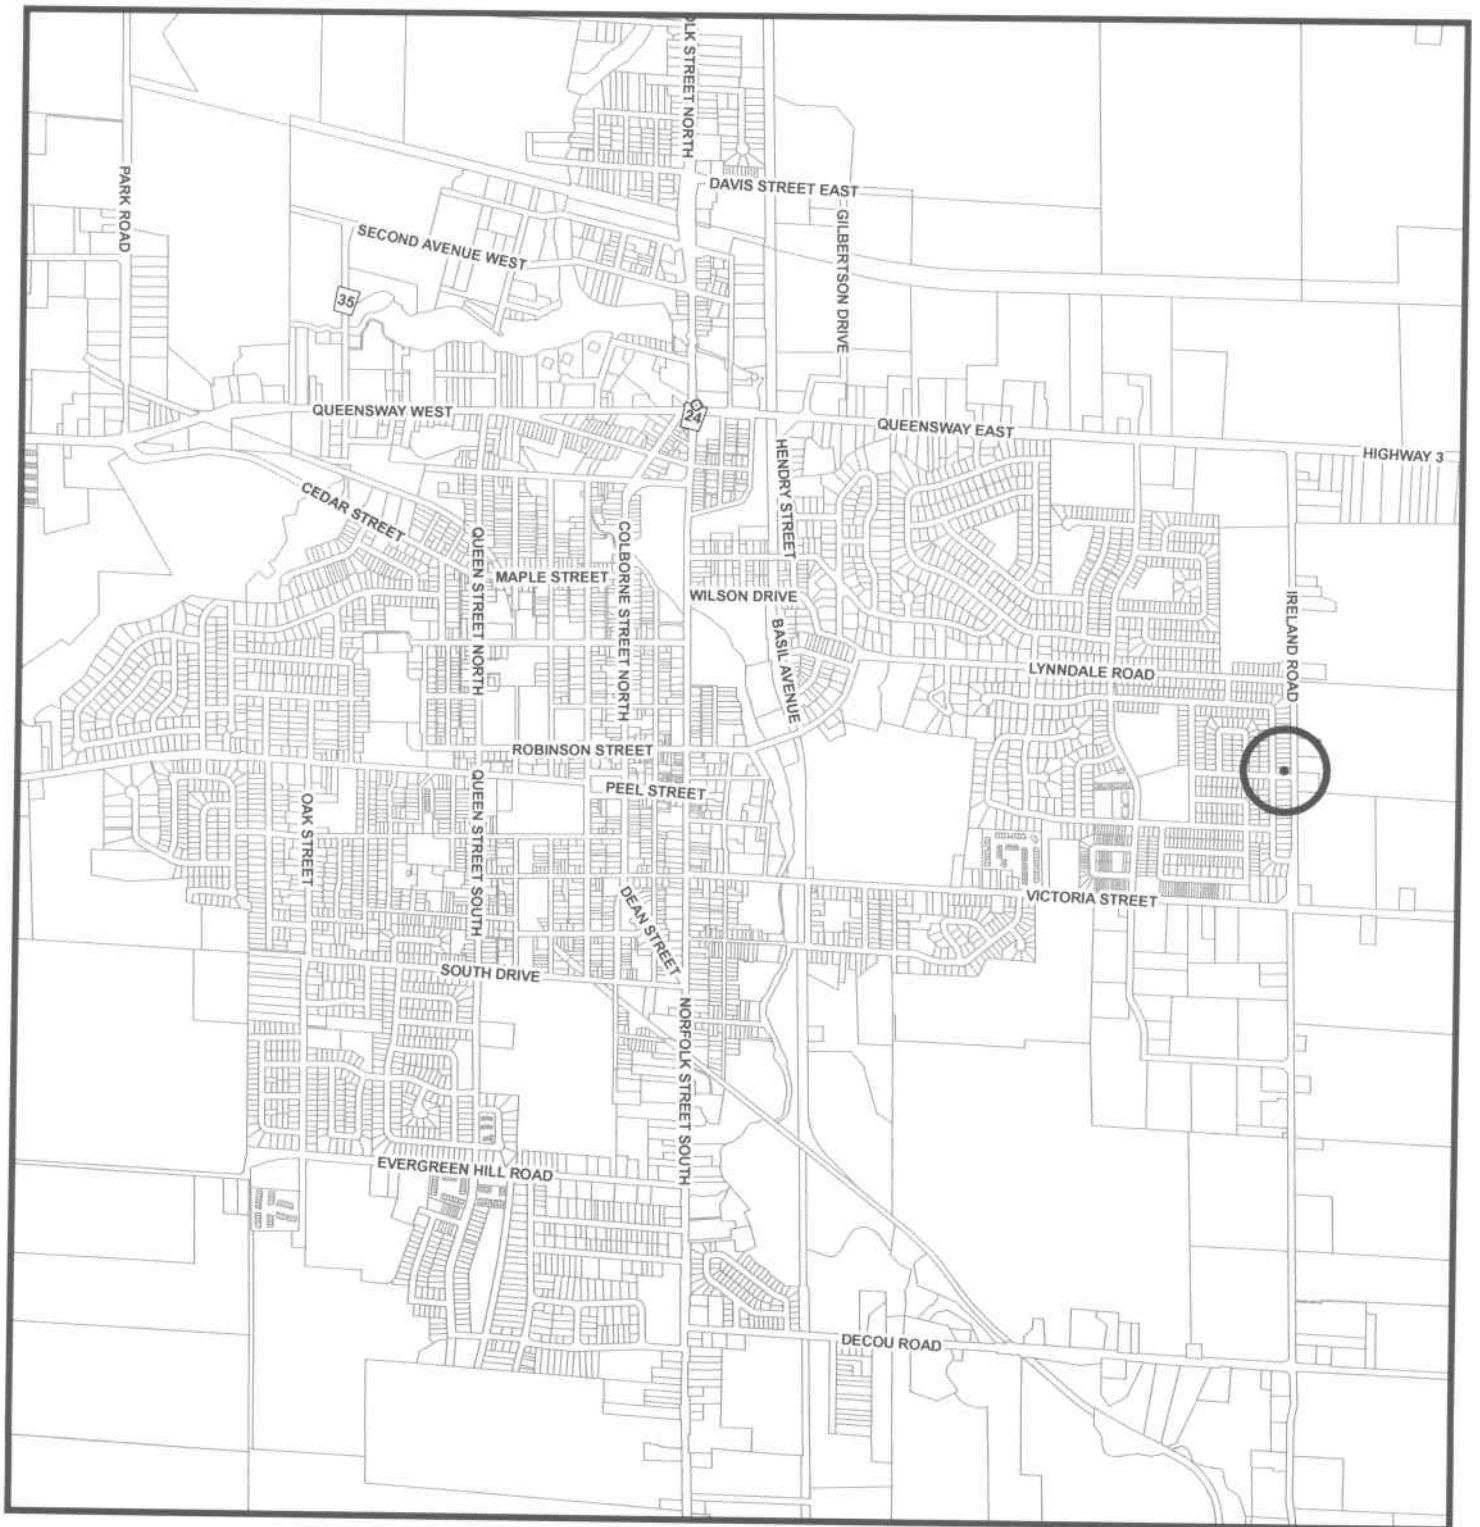 OLK STREET NORTH
DAVIS STREET EAST
PARK ROAD
SECOND AVENUE WEST
GILBERTSON DRIVE
35
QUEENSWAY WEST
24
QUEENSWAY EAST
HIGHWAY 3
HENDRY STREET
CEDAR STREET
QUEEN STREET NORTH
COLBORNE STREET NORTH
MAPLE STREET
WILSON DRIVE
IRELAND ROAD
BASIL AVENUE
LYNNDALE ROAD
ROBINSON STREET
PEEL STREET
OAK STREET
QUEEN STREET SOUTH
DEAN STREET
VICTORIA STREET
SOUTH DRIVE
NORFOLK STREET SOUTH
EVERGREEN HILL ROAD
DECOU ROAD